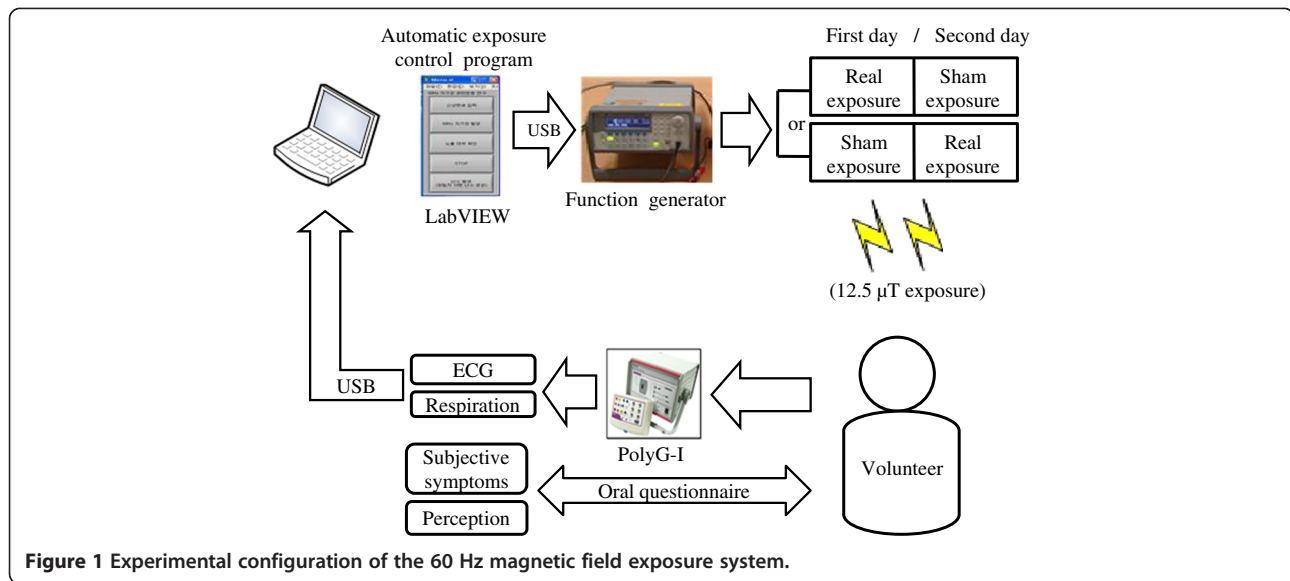 Automatic exposure
control program
First day / Second day
Real
exposure
Sham
exposure
or
Sham
exposure
Real
exposure
USB
STOP
LabVIEW
Function generator
(12.5 µT exposure)
ECG
USB
Respiration
PolyG-I
Subjective
symptoms
Oral questionnaire
Perception
Volunteer
Figure 1 Experimental configuration of the 60 Hz magnetic field exposure system.